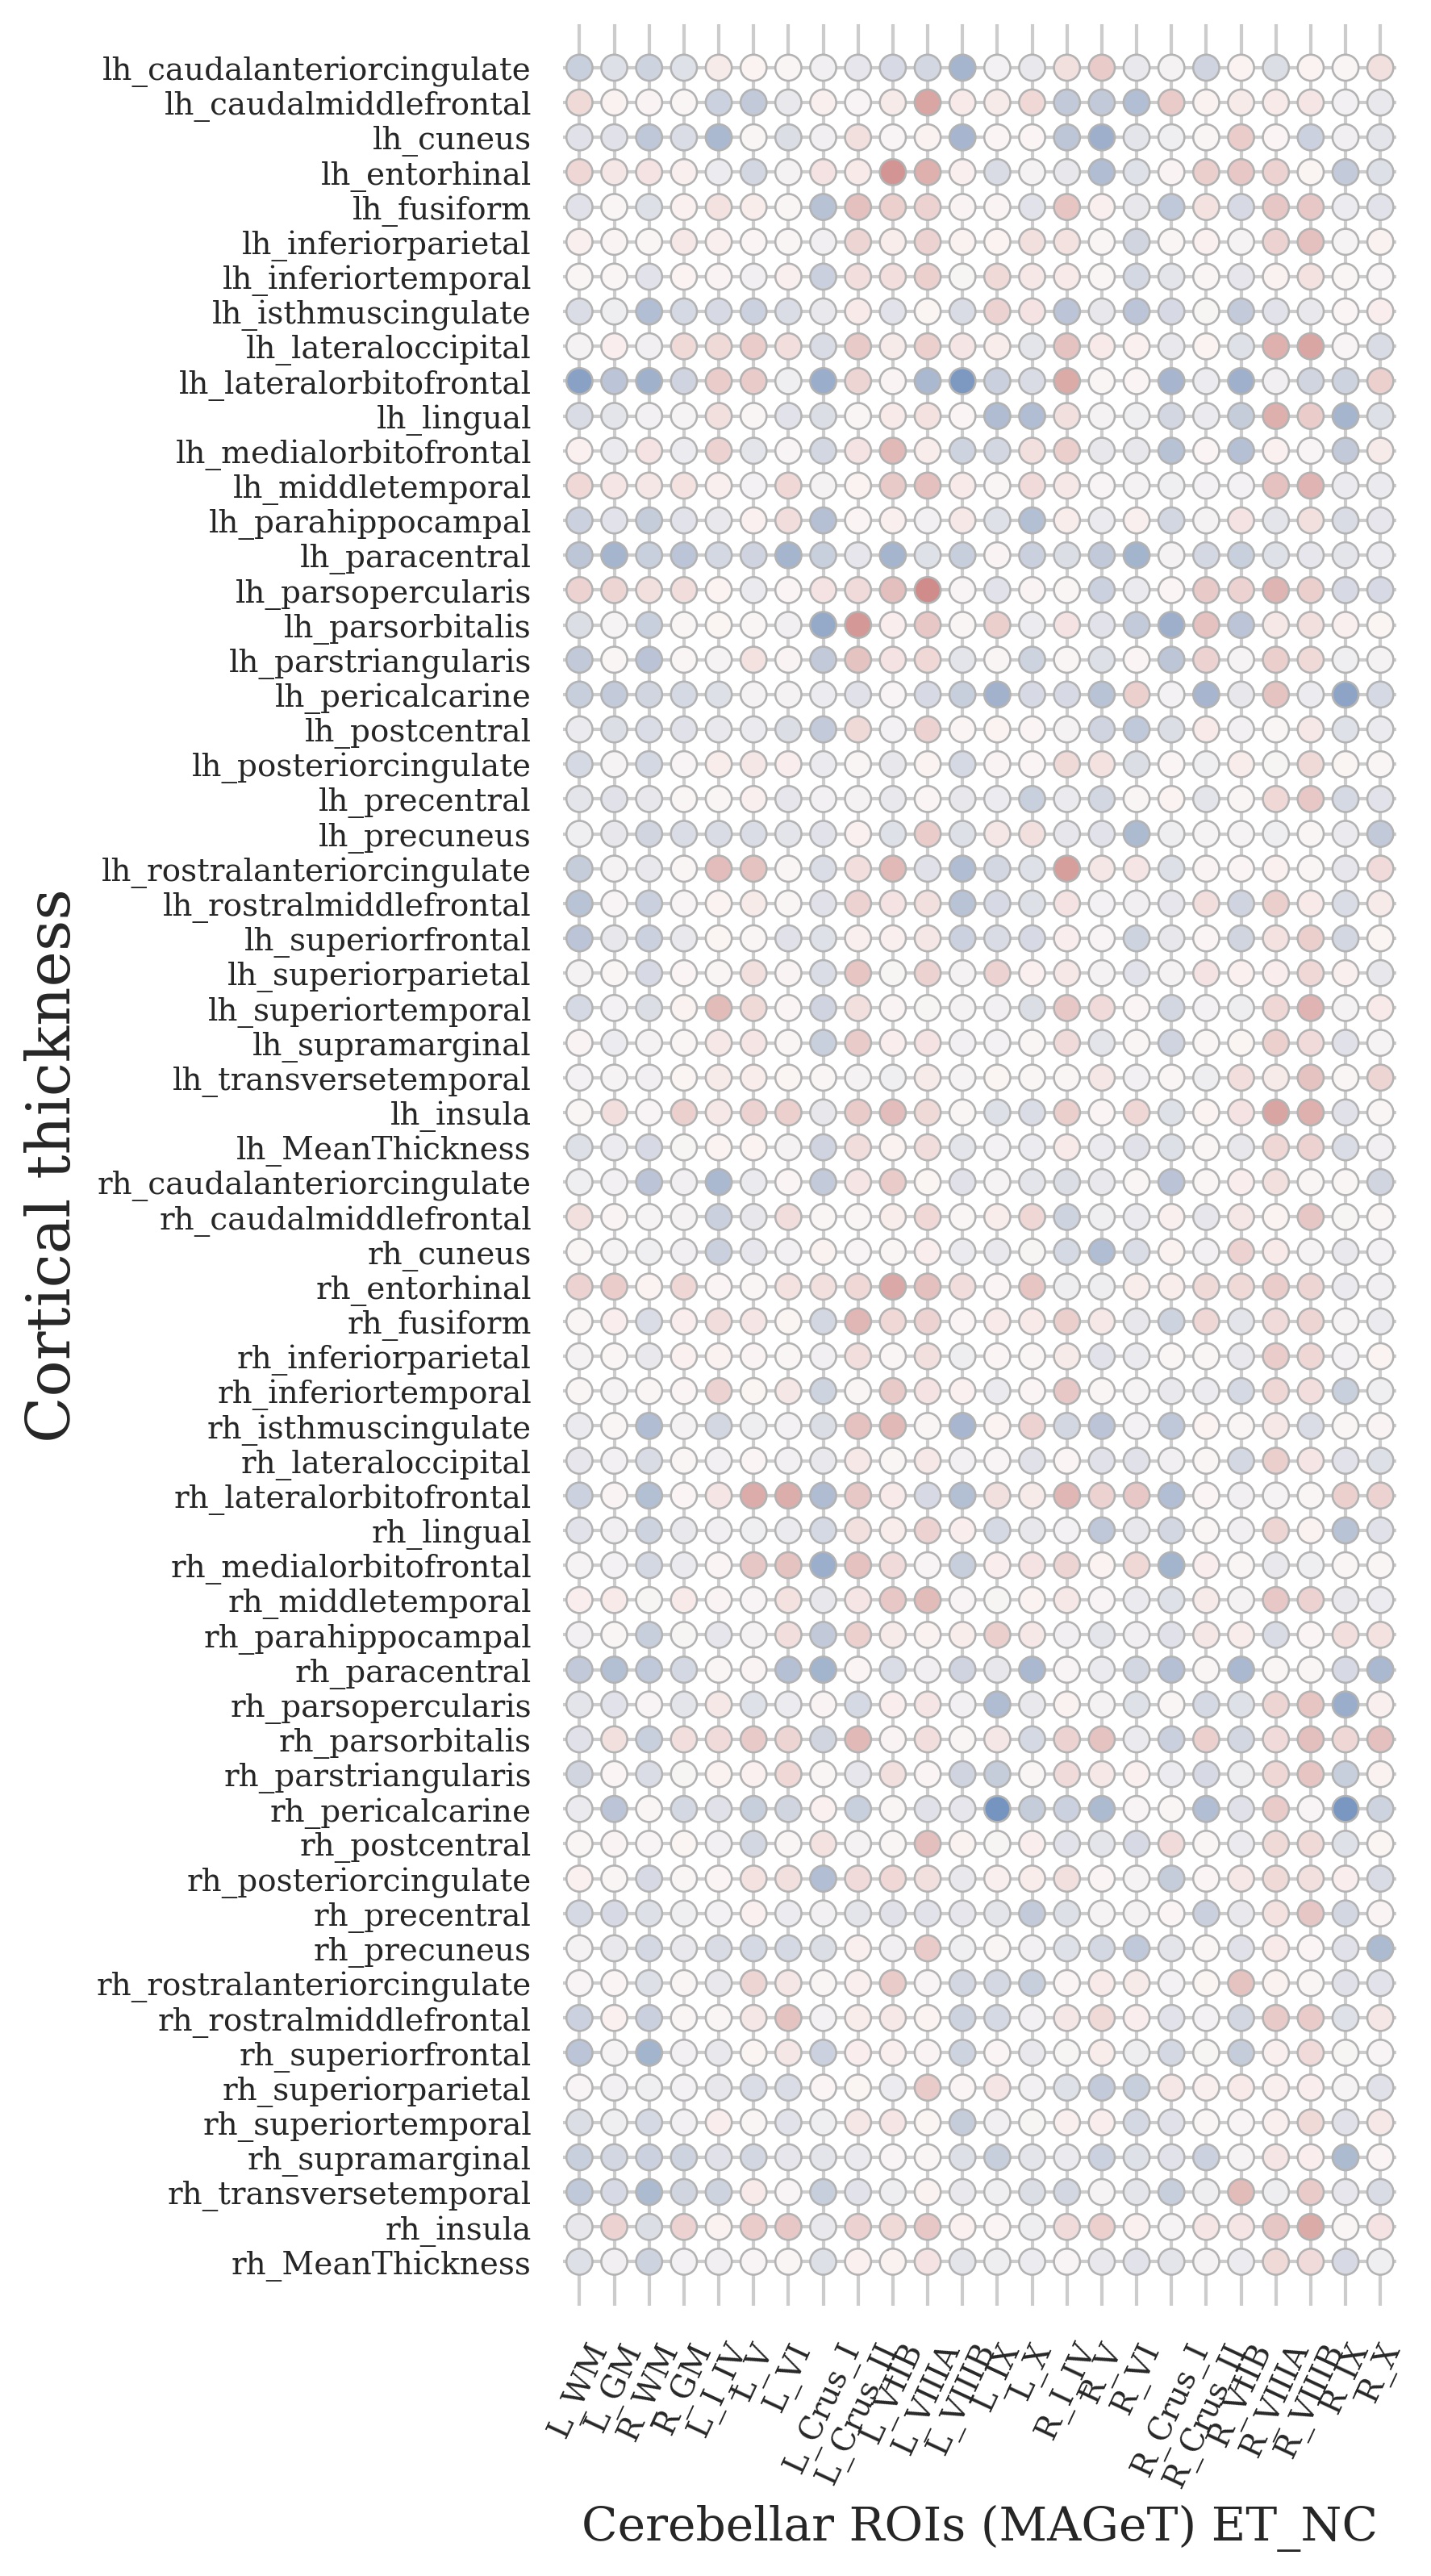 lh_caudalanteriorcingulate
lh_caudalmiddlefrontal
lh_cuneus
lh_entorhinal
lh_fusiform
lh_inferiorparietal
lh_inferiortemporal
lh_isthmuscingulate
lh_lateraloccipital
lh_lateralorbitofrontal
lh_lingual
lh_medialorbitofrontal
lh_middletemporal
lh_parahippocampal
lh_paracentral
lh_parsopercularis
lh_parsorbitalis
lh_parstriangularis
lh_pericalcarine
lh_postcentral
lh_posteriorcingulate
lh_precentral
lh_precuneus
lh_rostralanteriorcingulate
lh_rostralmiddlefrontal
lh_superiorfrontal
lh_superiorparietal
lh_superiortemporal
lh_supramarginal
lh_transversetemporal
lh_insula
lh_MeanThickness
rh_caudalanteriorcingulate
rh_caudalmiddlefrontal
rh_cuneus
rh_entorhinal
rh_fusiform
rh_inferiorparietal
rh_inferiortemporal
rh_isthmuscingulate
rh_lateraloccipital
rh_lateralorbitofrontal
rh_lingual
rh_medialorbitofrontal
rh_middletemporal
rh_parahippocampal
rh_paracentral
rh_parsopercularis
rh_parsorbitalis
rh_parstriangularis
rh_pericalcarine
rh_postcentral
rh_posteriorcingulate
rh_precentral
rh_precuneus
rh_rostralanteriorcingulate
rh_rostralmiddlefrontal
rh_superiorfrontal
rh_superiorparietal
rh_superiortemporal
rh_supramarginal
rh_transversetemporal
rh_insula
rh_MeanThickness
Cortical thickness
L_WM
L_GM
R_WM
R_GM
L_I_IV
L_V
L_VI
L_Crus_I
L_Crus_II
L_VIIB
L_VIIIA
L_VIIIB
L_IX
L_X
R_I_IV
R_V
R_VI
R_Crus_I
R_Crus_II
R_VIIB
R_VIIIA
R_VIIIB
R_IX
R_X
Cerebellar ROIs (MAGeT) ET_NC